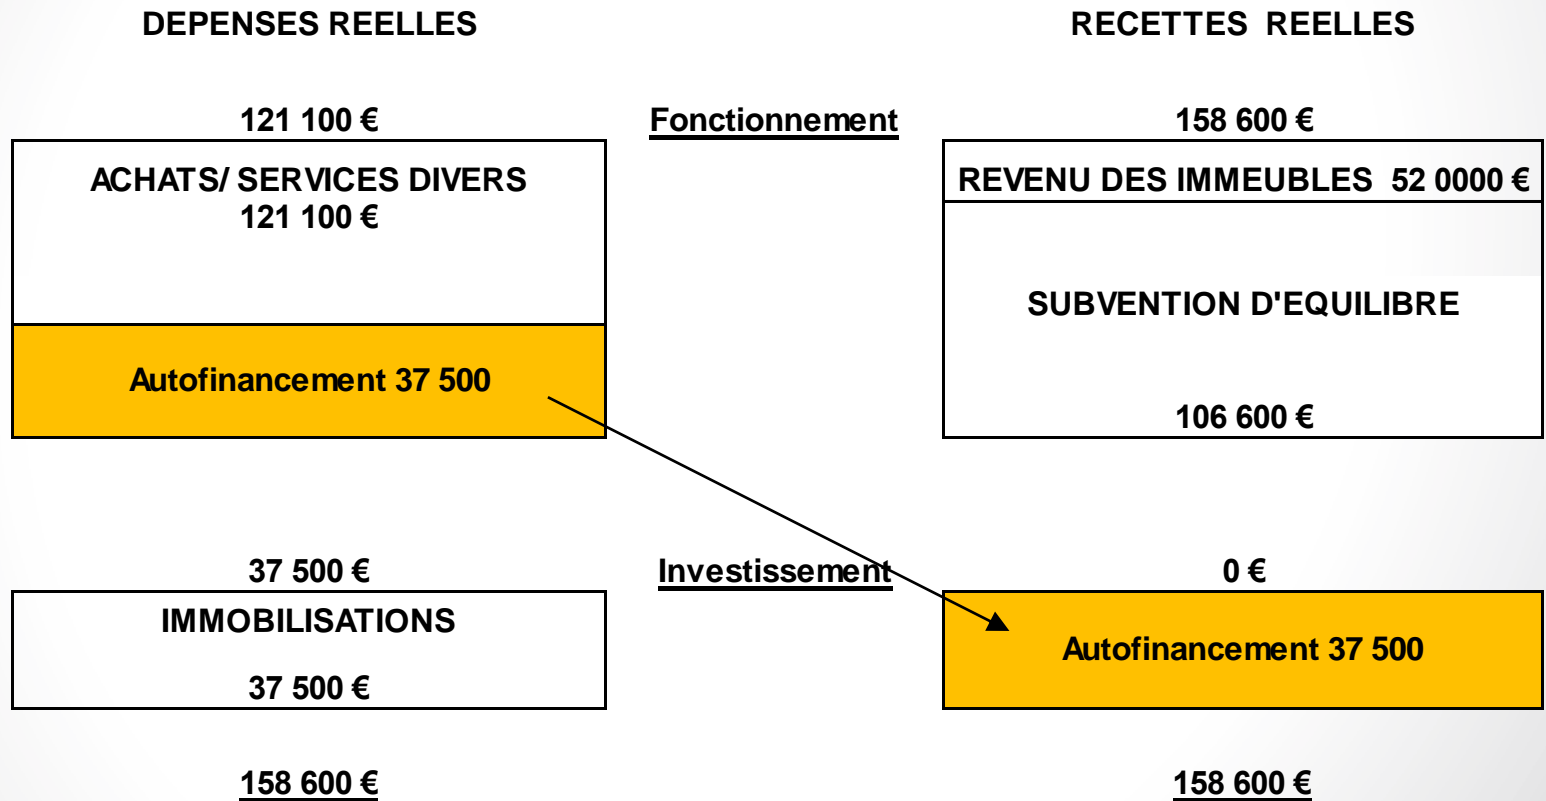 DEPENSES REELLES
RECETTES REELLES
121 100 €
Fonctionnement
158 600 €
ACHATS/ SERVICES DIVERS
121 100 €
REVENU DES IMMEUBLES 52 0000 €
SUBVENTION D'EQUILIBRE
Autofinancement 37 500
106 600 €
37 500 €
Investissement
0 €
IMMOBILISATIONS
37 500 €
Autofinancement 37 500
158 600 €
158 600 €